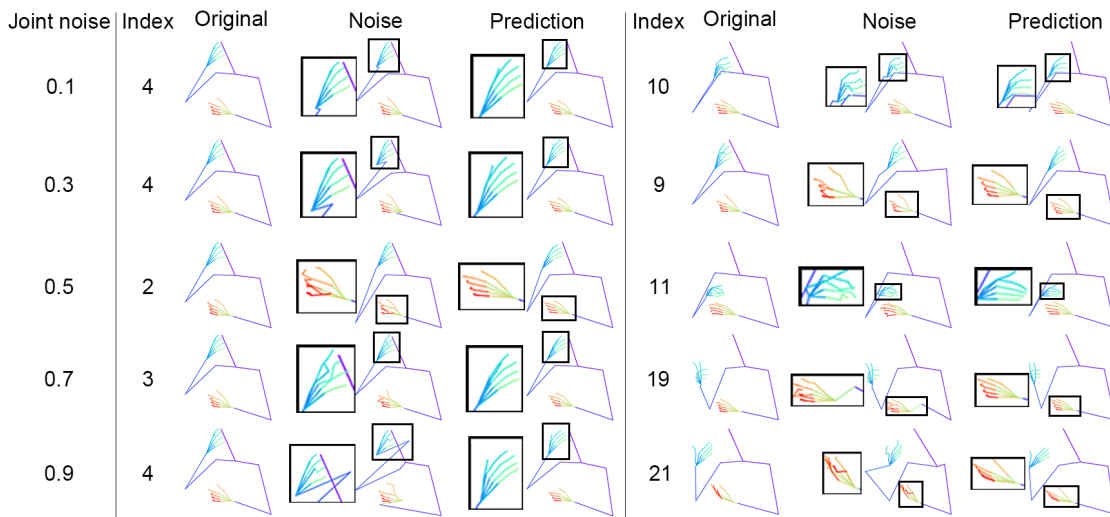 Joint noise Index Original Noise Prediction Index Original Noise Prediction
0.1 4 10
0.3 4 9
0.5 2 11
0.7 3 19
0.9 4 21